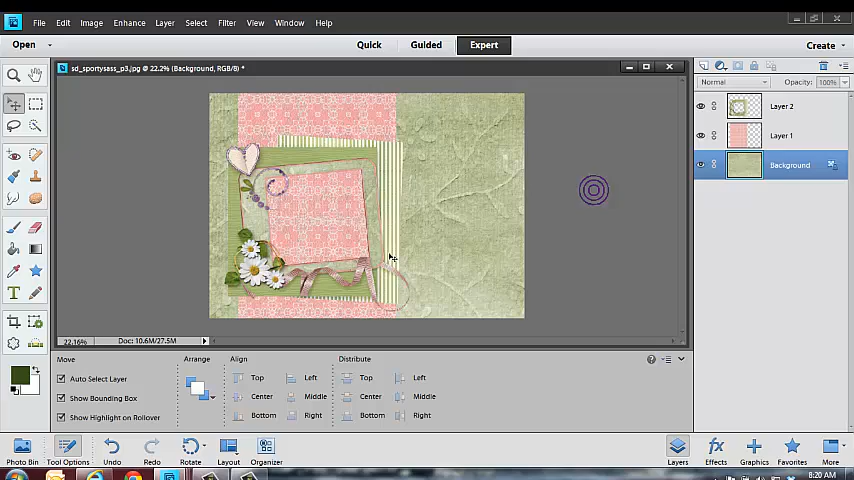 File Edit Image Enhance Layer Select Filter View Window Help
Open Quick Guided Expert Create
sd_sportysass_p3.jpg @ 22.2% (Background, RGB/8) *
Normal Opacity: 100%
Layer 2
Layer 1
Background
22.16% Doc: 10.6M/27.5M
Move Arrange Align Distribute
Auto Select Layer Top Left Top Left
Show Bounding Box Center Middle Center Middle
Show Highlight on Rollover Bottom Right Bottom Right
Photo Bin Tool Options Undo Redo Rotate Layout Organizer Layers Effects Graphics Favorites More
8:20 AM